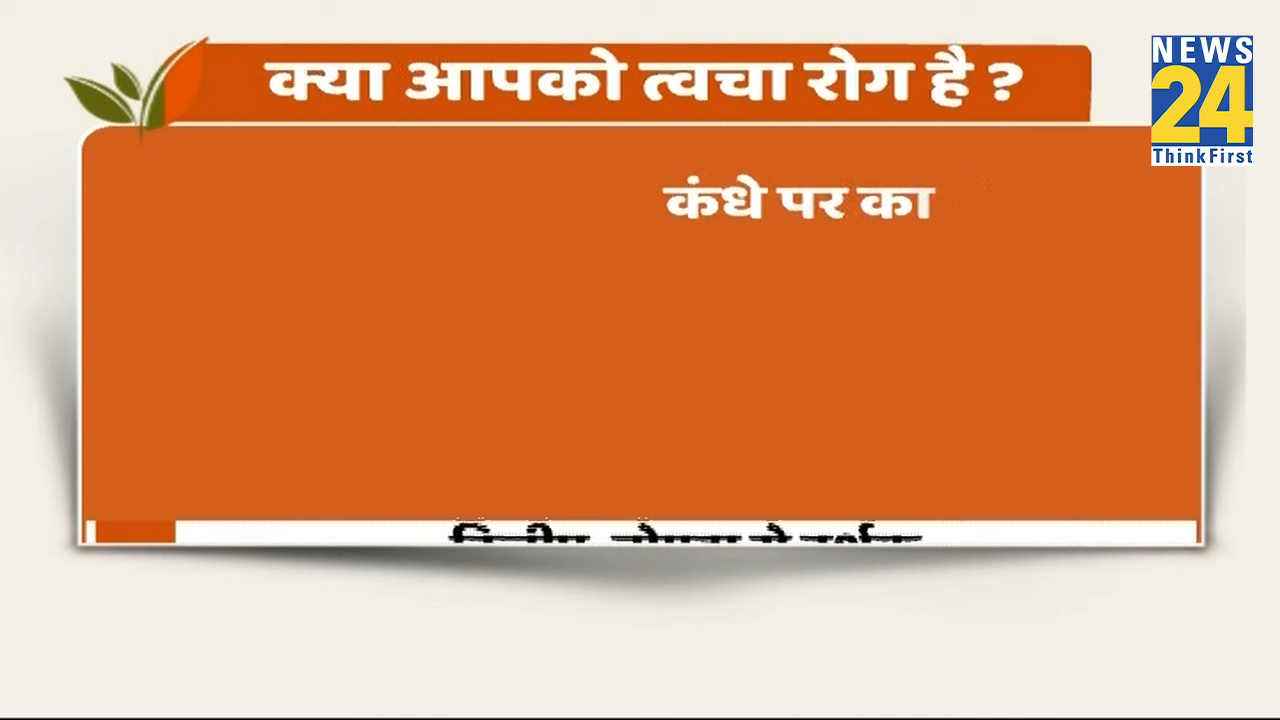 क्या आपको त्वचा रोग है ?
NEWS
24
ThinkFirst
कंधे पर का